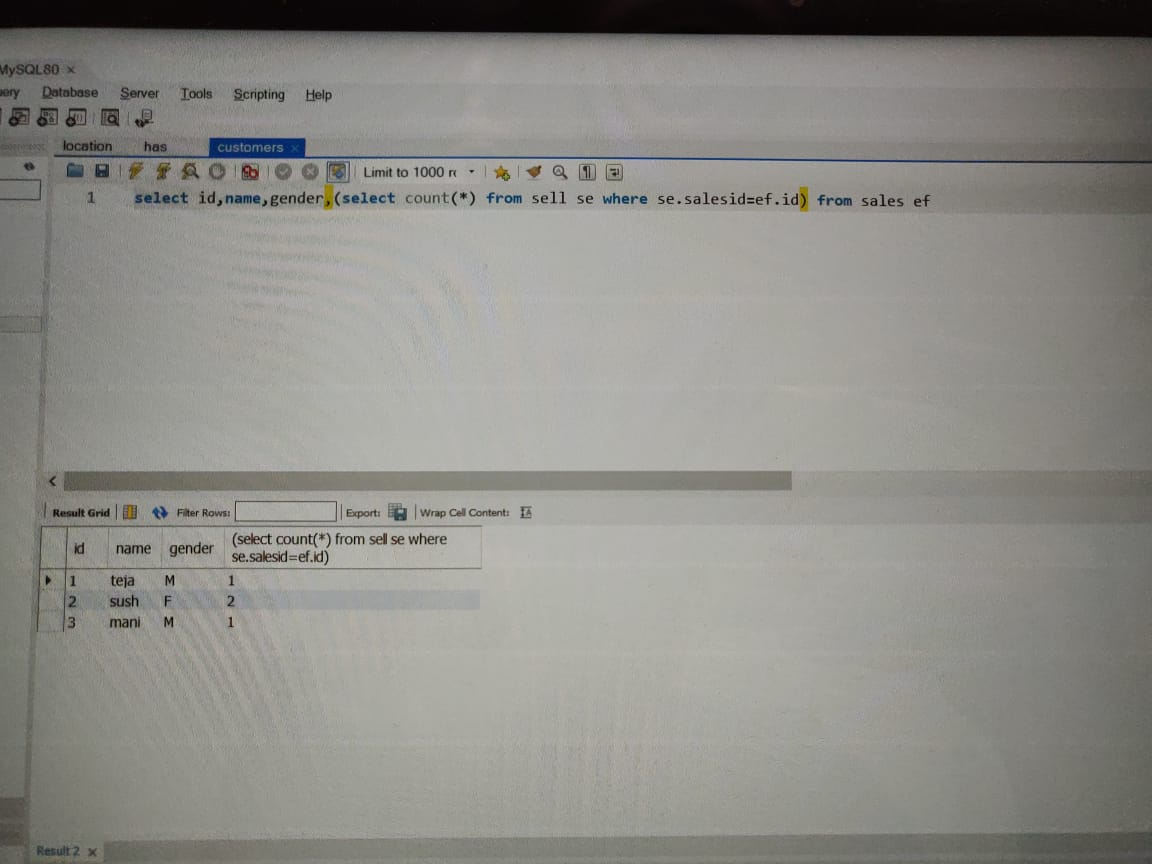 MySQL80 ×
Database Server Tools Scripting Help
location has customers ×
Limit to 1000 r
1 select id,name,gender,(select count(*) from sell se where se.salesid=ef.id) from sales ef
Result Grid Filter Rows: Export: Wrap Cell Content: IA
id name gender (select count(*) from sell se where
se.salesid=ef.id)
1 teja M 1
2 sush F 2
3 mani M 1
Result 2 ×